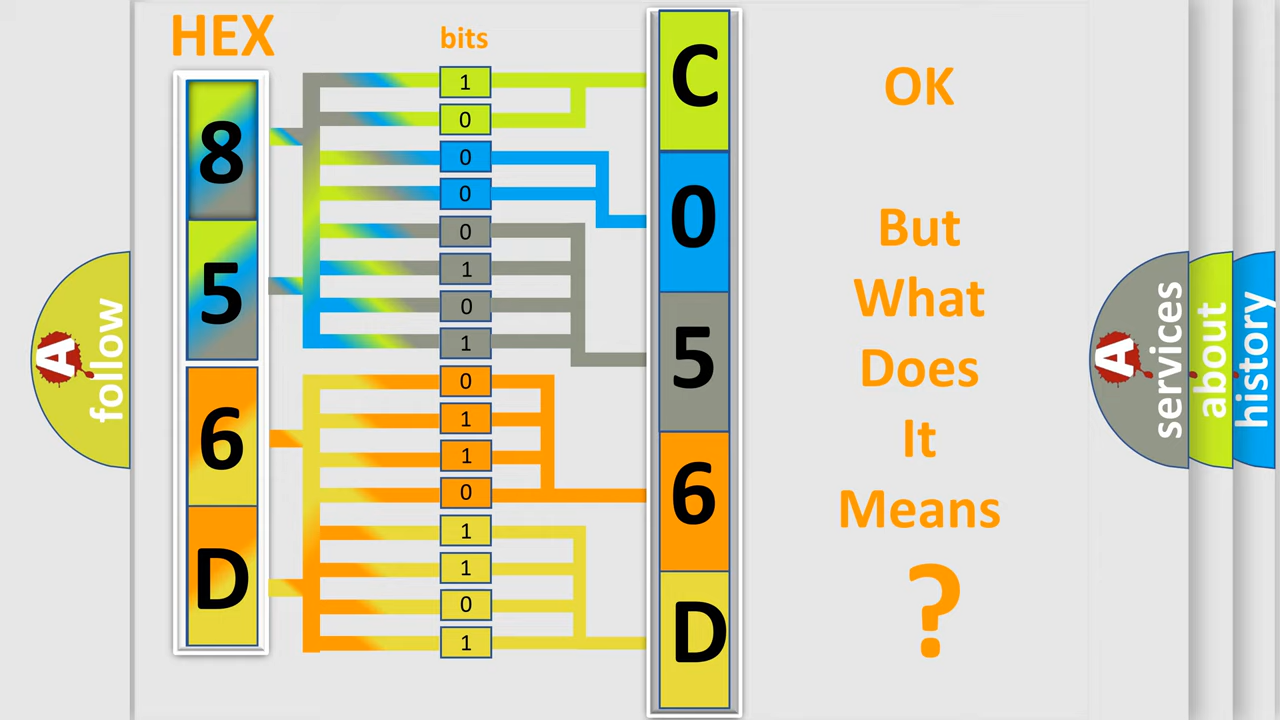 HEX
bits
8
5
6
D
1
0
0
0
0
1
0
1
0
1
1
0
1
1
0
1
C
0
5
6
D
OK
But
What
Does
It
Means
?
A
follow
A
services
about
history